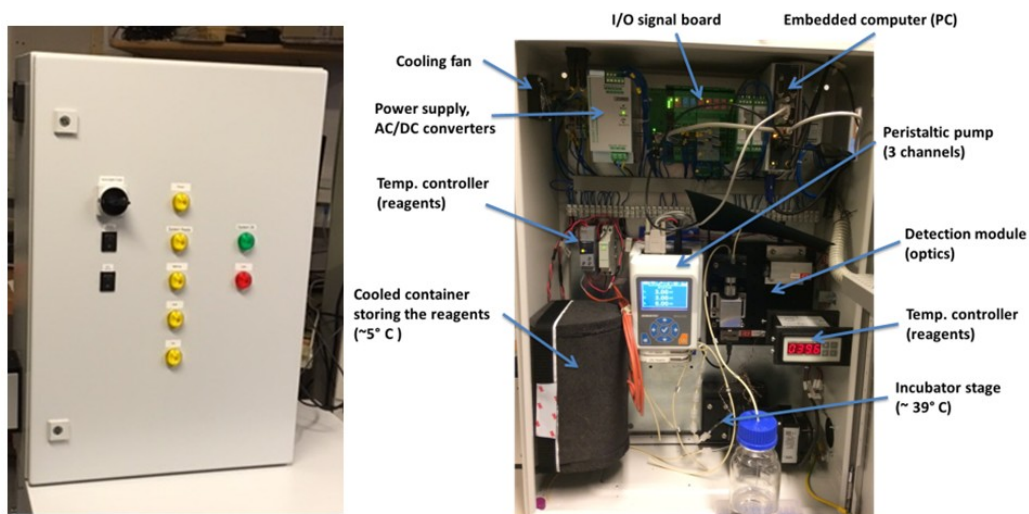 I/O signal board
Embedded computer (PC)
Cooling fan
Power supply,
AC/DC converters
Peristaltic pump
(3 channels)
Temp. controller
(reagents)
Detection module
(optics)
Cooled container
storing the reagents
(~5° C )
Temp. controller
(reagents)
0396
Incubator stage
(~ 39° C)